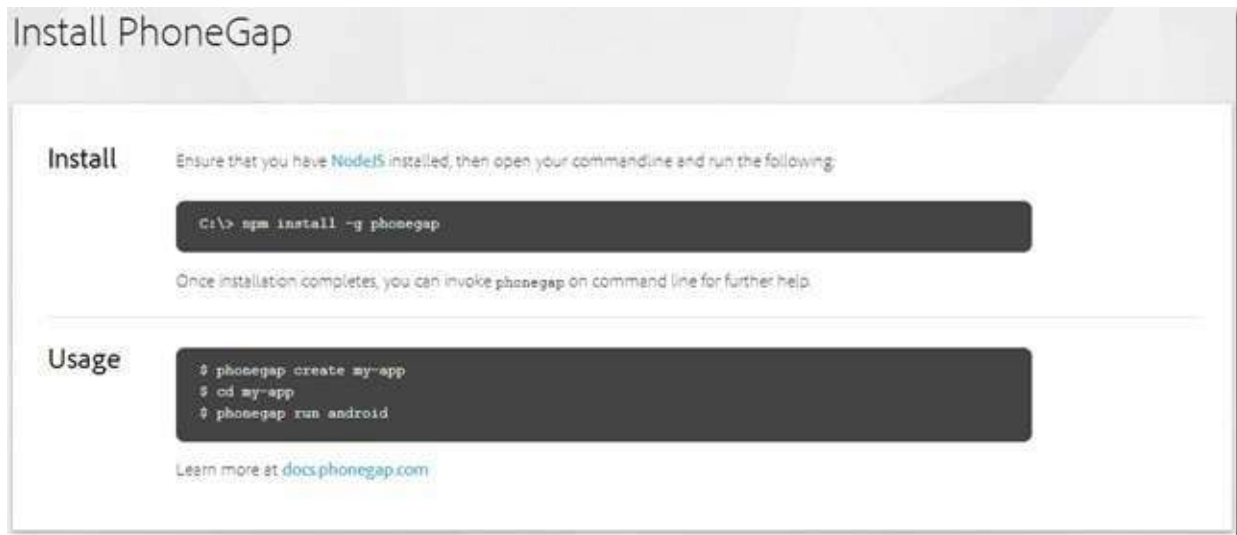 Install PhoneGap
Install
Ensure that you have NodeJS installed, then open your commandline and run the following:
C:\> npm install -g phonegap
Once installation completes, you can invoke phonegap on command line for further help.
Usage
$ phonegap create my-app
$ cd my-app
$ phonegap run android
Learn more at docs.phonegap.com